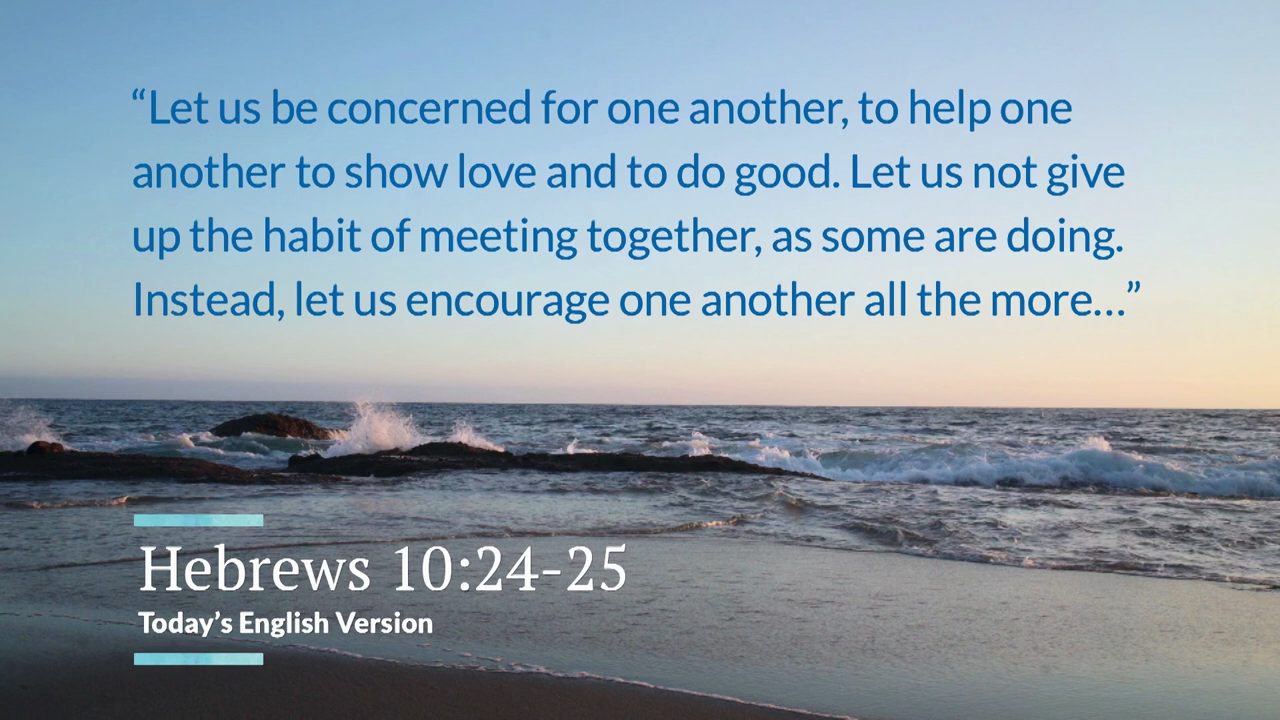 “Let us be concerned for one another, to help one
another to show love and to do good. Let us not give
up the habit of meeting together, as some are doing.
Instead, let us encourage one another all the more...”
Hebrews 10:24-25
Today’s English Version